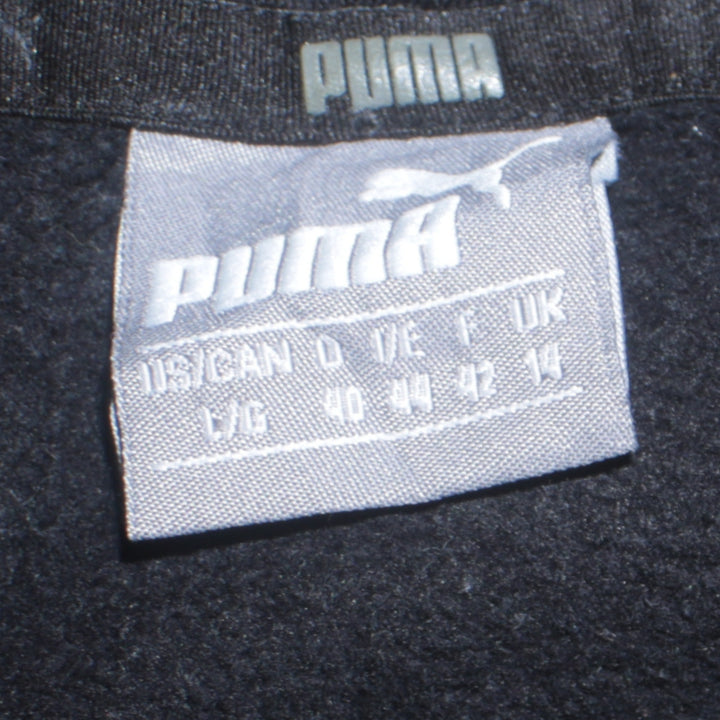 PUMA
PUMA
US/CAN D I/E F UK
L/G 40 44 42 14